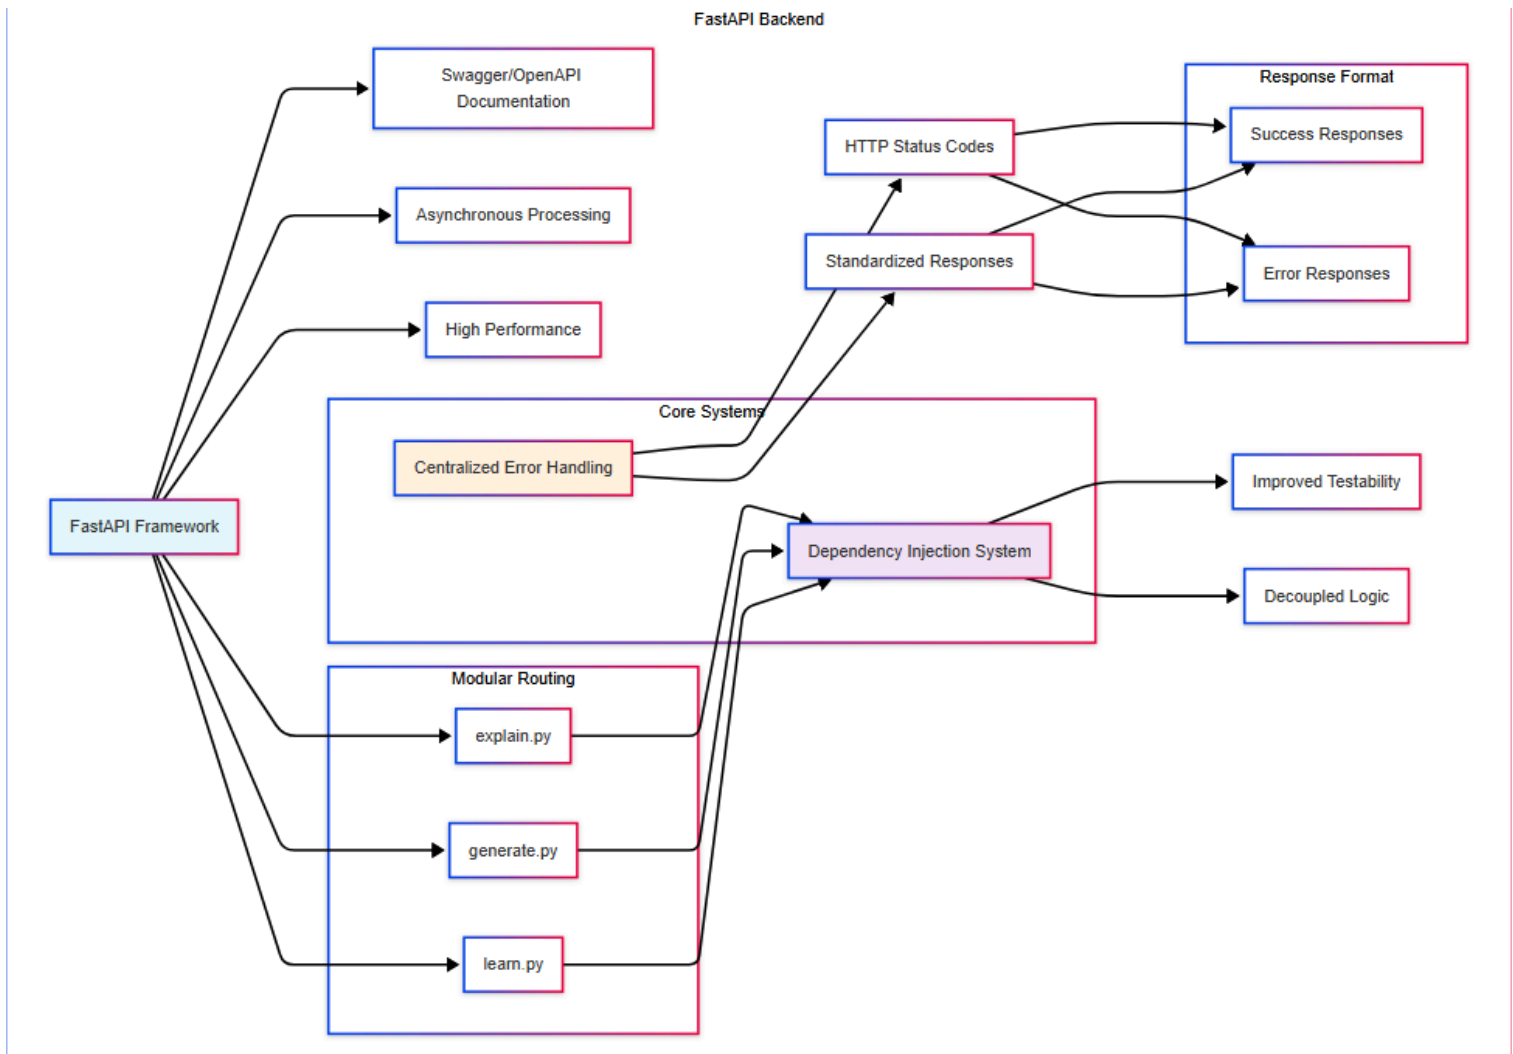 FastAPI Backend
Swagger/OpenAPI
Documentation
Asynchronous Processing
High Performance
HTTP Status Codes
Standardized Responses
Response Format
Success Responses
Error Responses
Core Systems
Centralized Error Handling
FastAPI Framework
Dependency Injection System
Improved Testability
Decoupled Logic
Modular Routing
explain.py
generate.py
learn.py